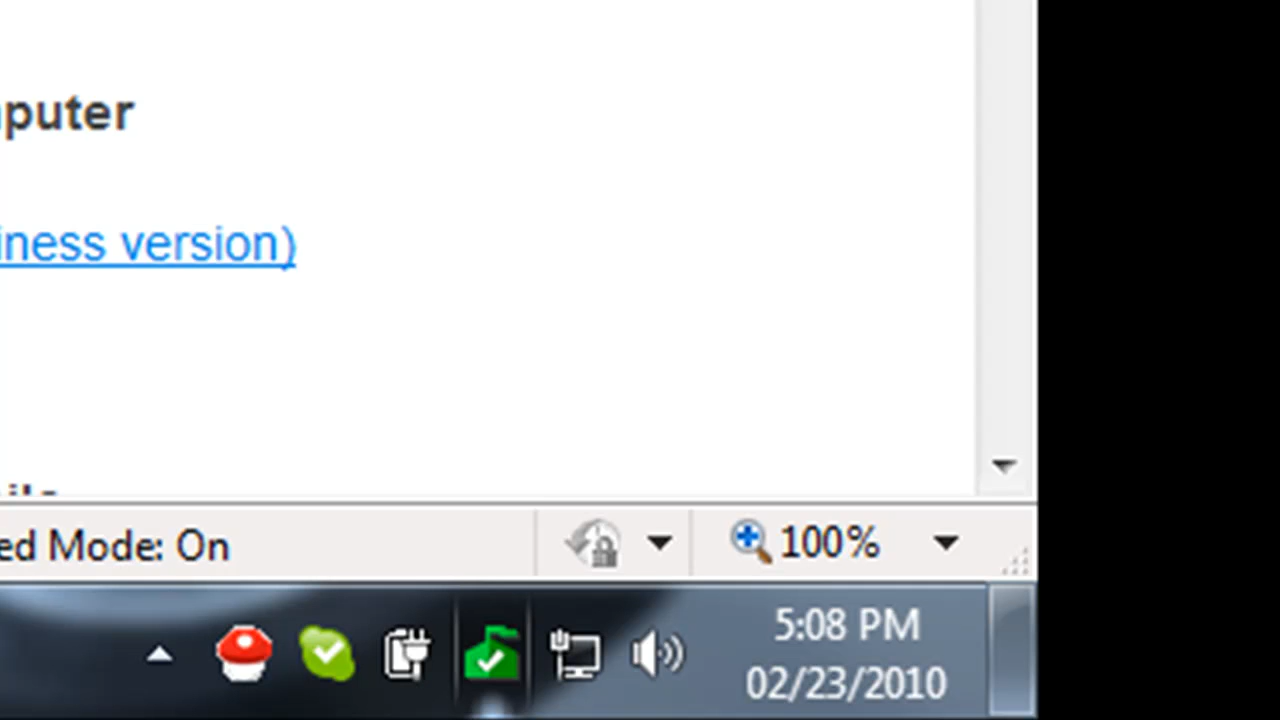 puter
iness version)
ed Mode: On
100%
5:08 PM
02/23/2010